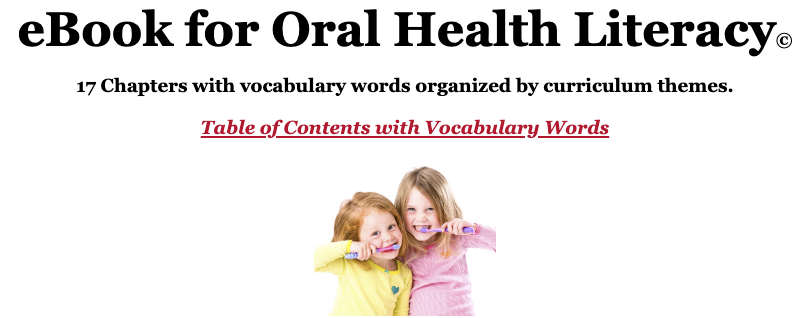 eBook for Oral Health Literacy©
17 Chapters with vocabulary words organized by curriculum themes.
Table of Contents with Vocabulary Words